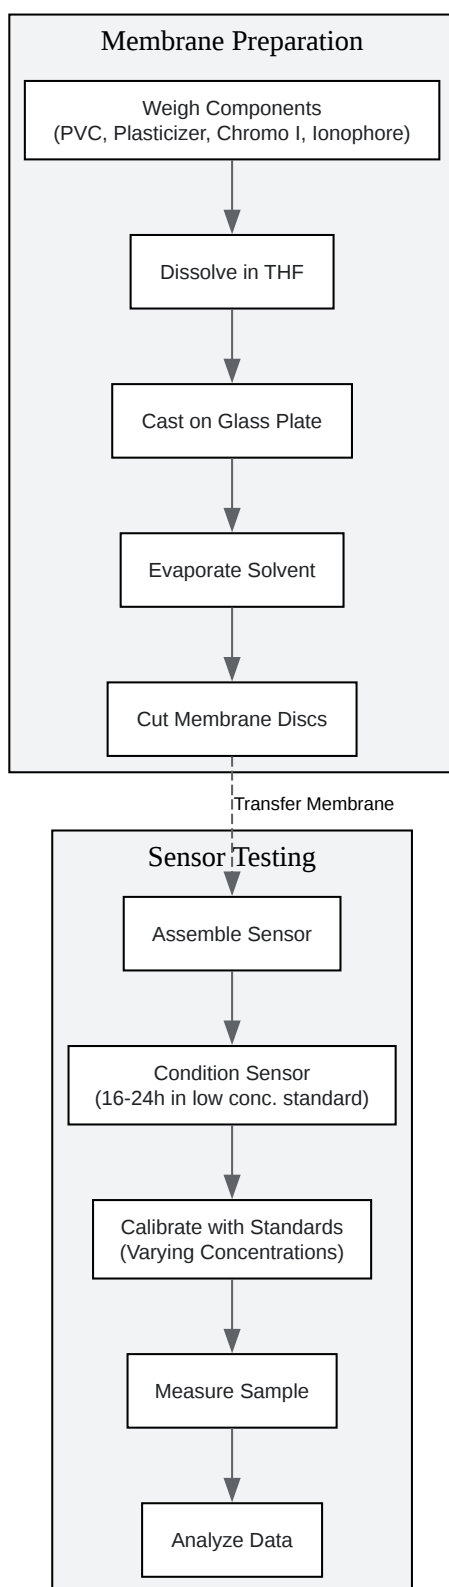 Membrane Preparation
Weigh Components
(PVC, Plasticizer, Chromo I, Ionophore)
Dissolve in THF
Cast on Glass Plate
Evaporate Solvent
Cut Membrane Discs
Transfer Membrane
Sensor Testing
Assemble Sensor
Condition Sensor
(16-24h in low conc. standard)
Calibrate with Standards
(Varying Concentrations)
Measure Sample
Analyze Data